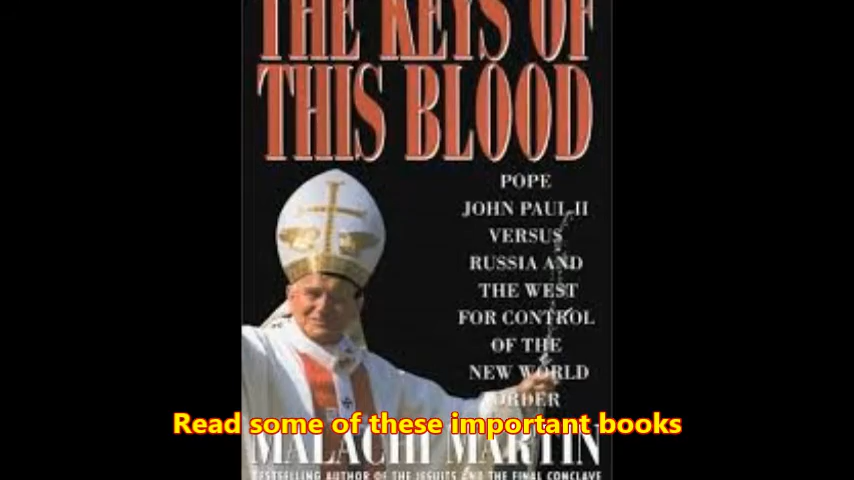 THE KEYS OF
THIS BLOOD
POPE
JOHN PAUL II
VERSUS
RUSSIA AND
THE WEST
FOR CONTROL
OF THE
NEW WORLD
ORDER
Read some of these important books
MALACHI MARTIN
BESTSELLING AUTHOR OF THE JESUITS AND THE FINAL CONCLAVE